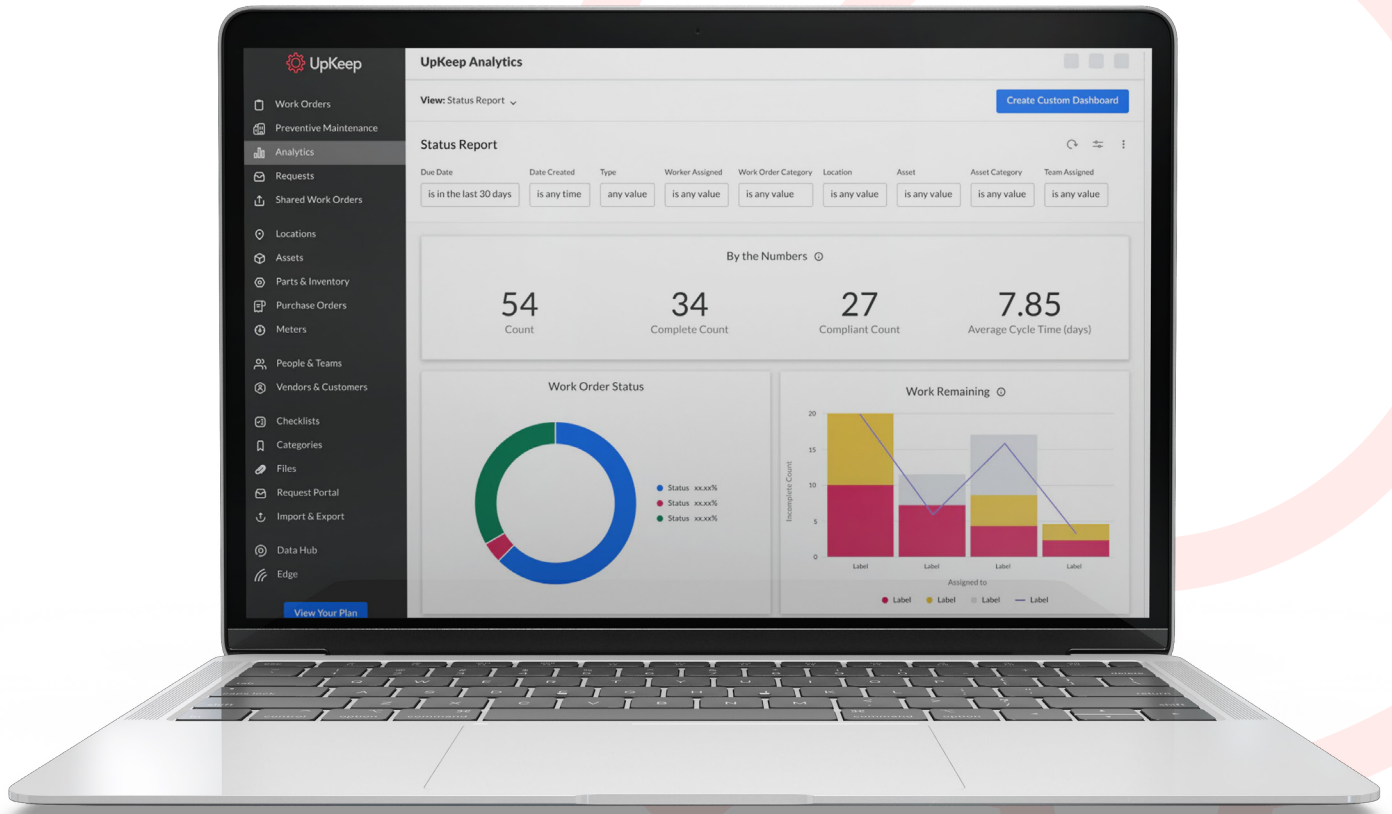 UpKeep
Work Orders
Preventive Maintenance
Analytics
Requests
Shared Work Orders
Locations
Assets
Parts & Inventory
Purchase Orders
Meters
People & Teams
Vendors & Customers
Checklists
Categories
Files
Request Portal
Import & Export
Data Hub
Edge
View Your Plan
UpKeep Analytics
View: Status Report
Create Custom Dashboard
Status Report
Due Date Date Created Type Worker Assigned Work Order Category Location Asset Asset Category Team Assigned
is in the last 30 days is any time any value is any value is any value is any value is any value is any value is any value
By the Numbers
54 34 27 7.85
Count Complete Count Compliant Count Average Cycle Time (days)
Work Order Status
Status xx.xx%
Status xx.xx%
Status xx.xx%
Work Remaining
Incomplete Count
20
15
10
5
0
Label Label Label Label
Assigned to
Label Label Label Label
command option